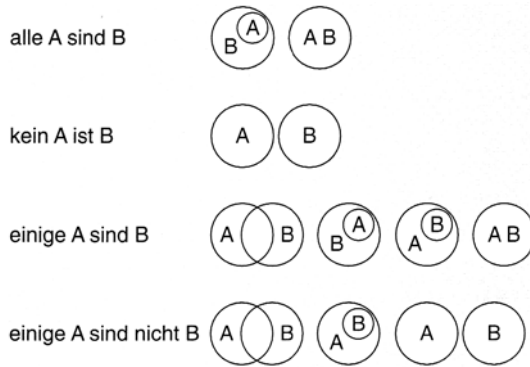 alle A sind B B A A B
kein A ist B A B
einige A sind B A B B A A B A B
einige A sind nicht B A B A B A B